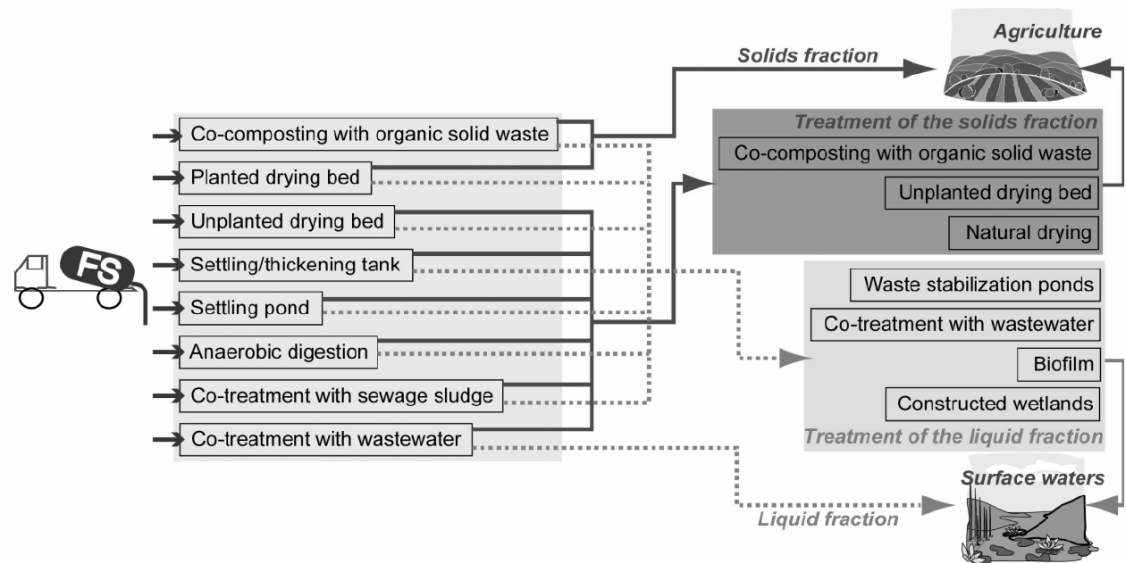 Agriculture
Solids fraction
Treatment of the solids fraction
Co-composting with organic solid waste
Co-composting with organic solid waste
Planted drying bed
Unplanted drying bed
Unplanted drying bed
Natural drying
Settling/thickening tank
FS
Waste stabilization ponds
Settling pond
Co-treatment with wastewater
Anaerobic digestion
Biofilm
Co-treatment with sewage sludge
Constructed wetlands
Co-treatment with wastewater
Treatment of the liquid fraction
Surface waters
Liquid fraction